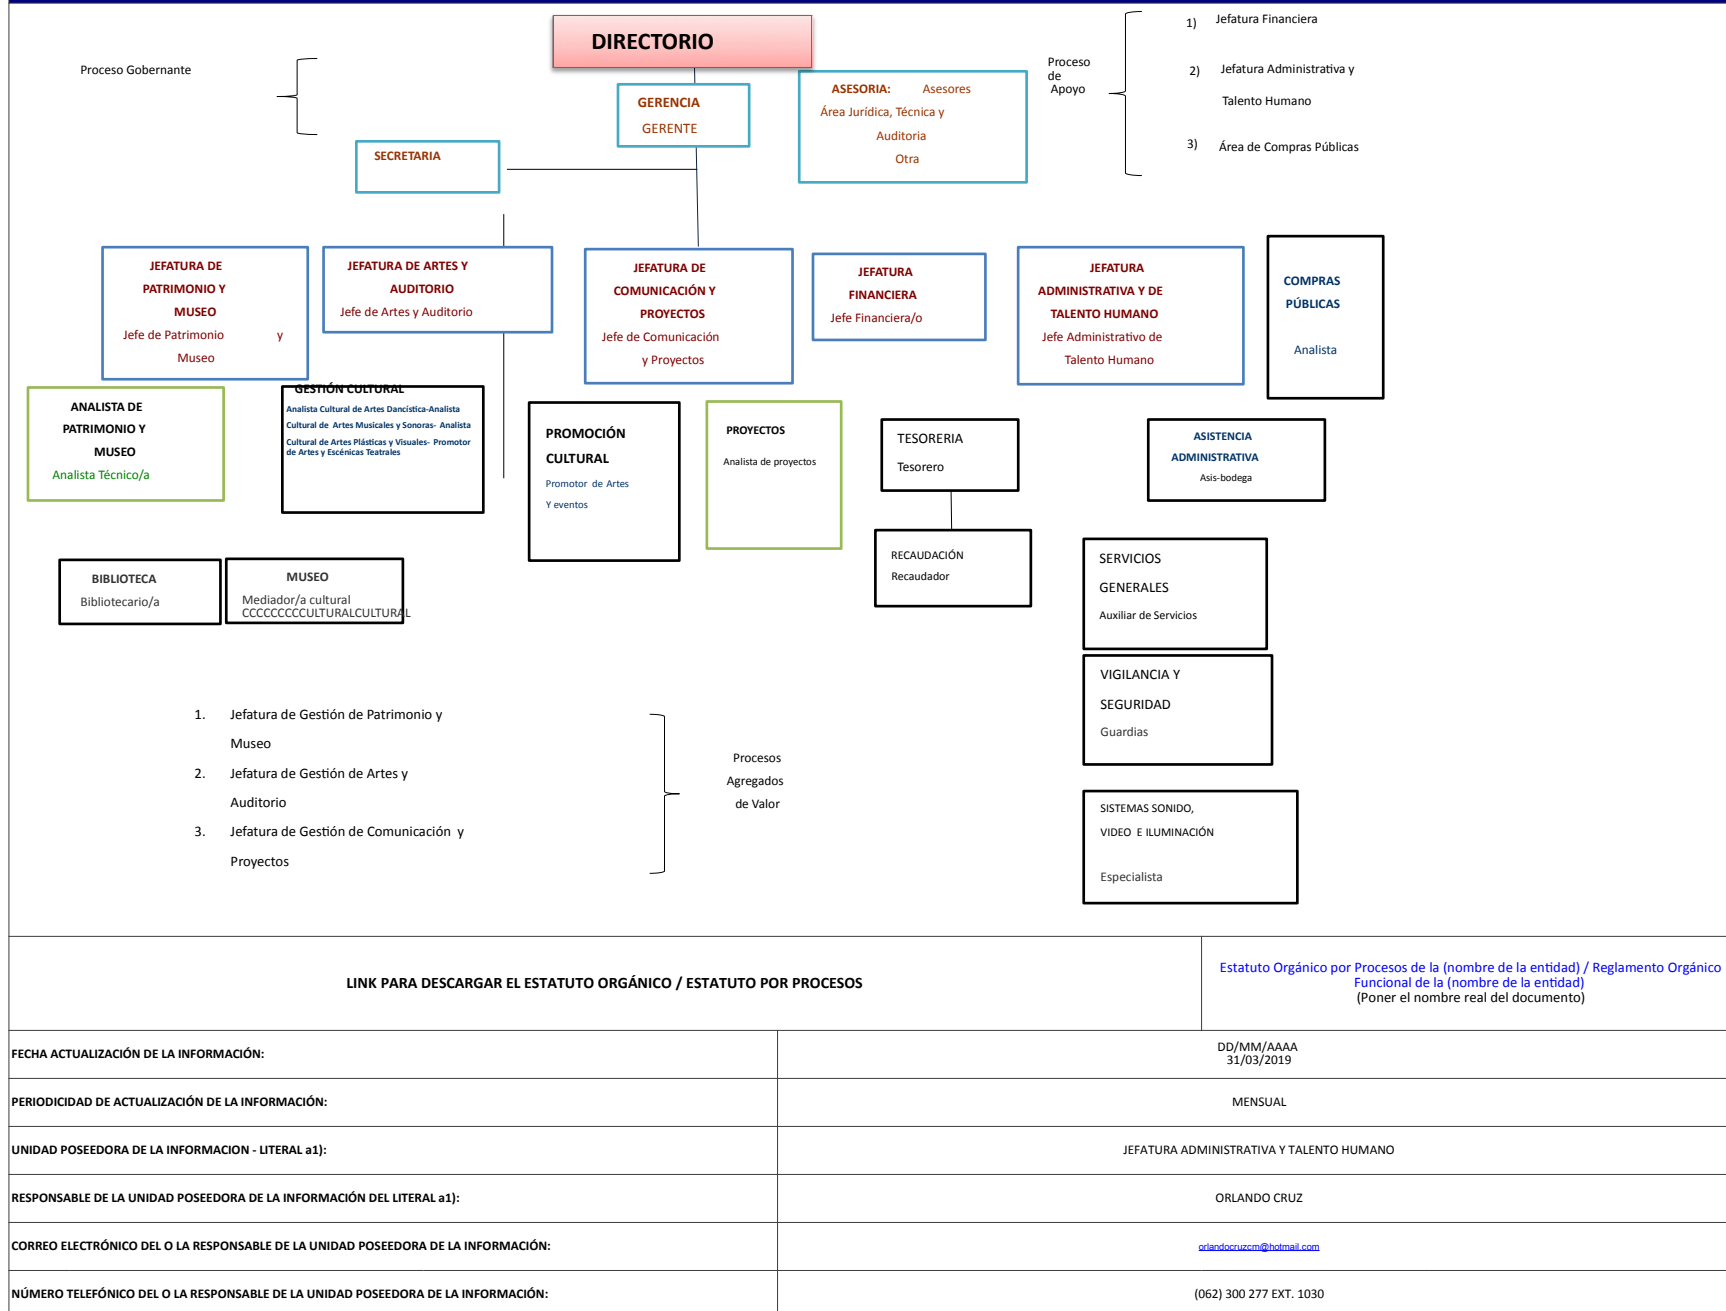 DIRECTORIO
Proceso Gobernante
GERENCIA
GERENTE
SECRETARIA
ASESORIA: Asesores
Área Jurídica, Técnica y
Auditoria
Otra
Proceso
de
Apoyo
1) Jefatura Financiera
2) Jefatura Administrativa y
Talento Humano
3) Área de Compras Públicas
JEFATURA DE
PATRIMONIO Y
MUSEO
Jefe de Patrimonio y
Museo
JEFATURA DE ARTES Y
AUDITORIO
Jefe de Artes y Auditorio
JEFATURA DE
COMUNICACIÓN Y
PROYECTOS
Jefe de Comunicación
y Proyectos
JEFATURA
FINANCIERA
Jefe Financiera/o
JEFATURA
ADMINISTRATIVA Y DE
TALENTO HUMANO
Jefe Administrativo de
Talento Humano
COMPRAS
PÚBLICAS
Analista
ANALISTA DE
PATRIMONIO Y
MUSEO
Analista Técnico/a
GESTIÓN CULTURAL
Analista Cultural de Artes Dancística-Analista
Cultural de Artes Musicales y Sonoras- Analista
Cultural de Artes Plásticas y Visuales- Promotor
de Artes y Escénicas Teatrales
PROMOCIÓN
CULTURAL
Promotor de Artes
Y eventos
PROYECTOS
Analista de proyectos
TESORERIA
Tesorero
ASISTENCIA
ADMINISTRATIVA
Asis-bodega
RECAUDACIÓN
Recaudador
BIBLIOTECA
Bibliotecario/a
MUSEO
Mediador/a cultural
CCCCCCCCCULTURALCULTURAL
SERVICIOS
GENERALES
Auxiliar de Servicios
VIGILANCIA Y
SEGURIDAD
Guardias
SISTEMAS SONIDO,
VIDEO E ILUMINACIÓN
Especialista
1. Jefatura de Gestión de Patrimonio y
Museo
2. Jefatura de Gestión de Artes y
Auditorio
3. Jefatura de Gestión de Comunicación y
Proyectos
Procesos
Agregados
de Valor
LINK PARA DESCARGAR EL ESTATUTO ORGÁNICO / ESTATUTO POR PROCESOS
Estatuto Orgánico por Procesos de la (nombre de la entidad) / Reglamento Orgánico
Funcional de la (nombre de la entidad)
(Poner el nombre real del documento)
FECHA ACTUALIZACIÓN DE LA INFORMACIÓN:
DD/MM/AAAA
31/03/2019
PERIODICIDAD DE ACTUALIZACIÓN DE LA INFORMACIÓN:
MENSUAL
UNIDAD POSEEDORA DE LA INFORMACION - LITERAL a1):
JEFATURA ADMINISTRATIVA Y TALENTO HUMANO
RESPONSABLE DE LA UNIDAD POSEEDORA DE LA INFORMACIÓN DEL LITERAL a1):
ORLANDO CRUZ
CORREO ELECTRÓNICO DEL O LA RESPONSABLE DE LA UNIDAD POSEEDORA DE LA INFORMACIÓN:
orlandocruzcm@hotmail.com
NÚMERO TELEFÓNICO DEL O LA RESPONSABLE DE LA UNIDAD POSEEDORA DE LA INFORMACIÓN:
(062) 300 277 EXT. 1030